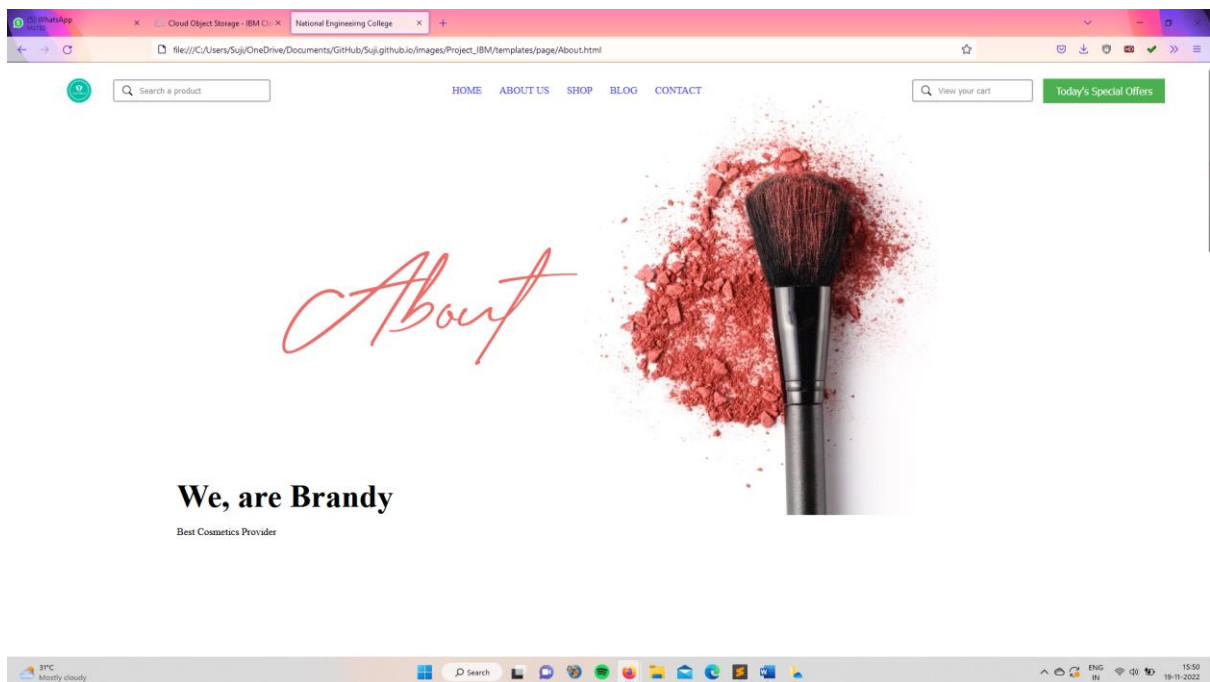 (5) WhatsApp
Cloud Object Storage - IBM Clo
National Engineeirng College
file:///C:/Users/Suji/OneDrive/Documents/GitHub/Suji.github.io/images/Project_IBM/templates/page/About.html
Search a product
HOME ABOUT US SHOP BLOG CONTACT
View your cart
Today's Special Offers
About
We, are Brandy
Best Cosmetics Provider
31°C
Mostly cloudy
Search
ENG
IN
15:50
19-11-2022